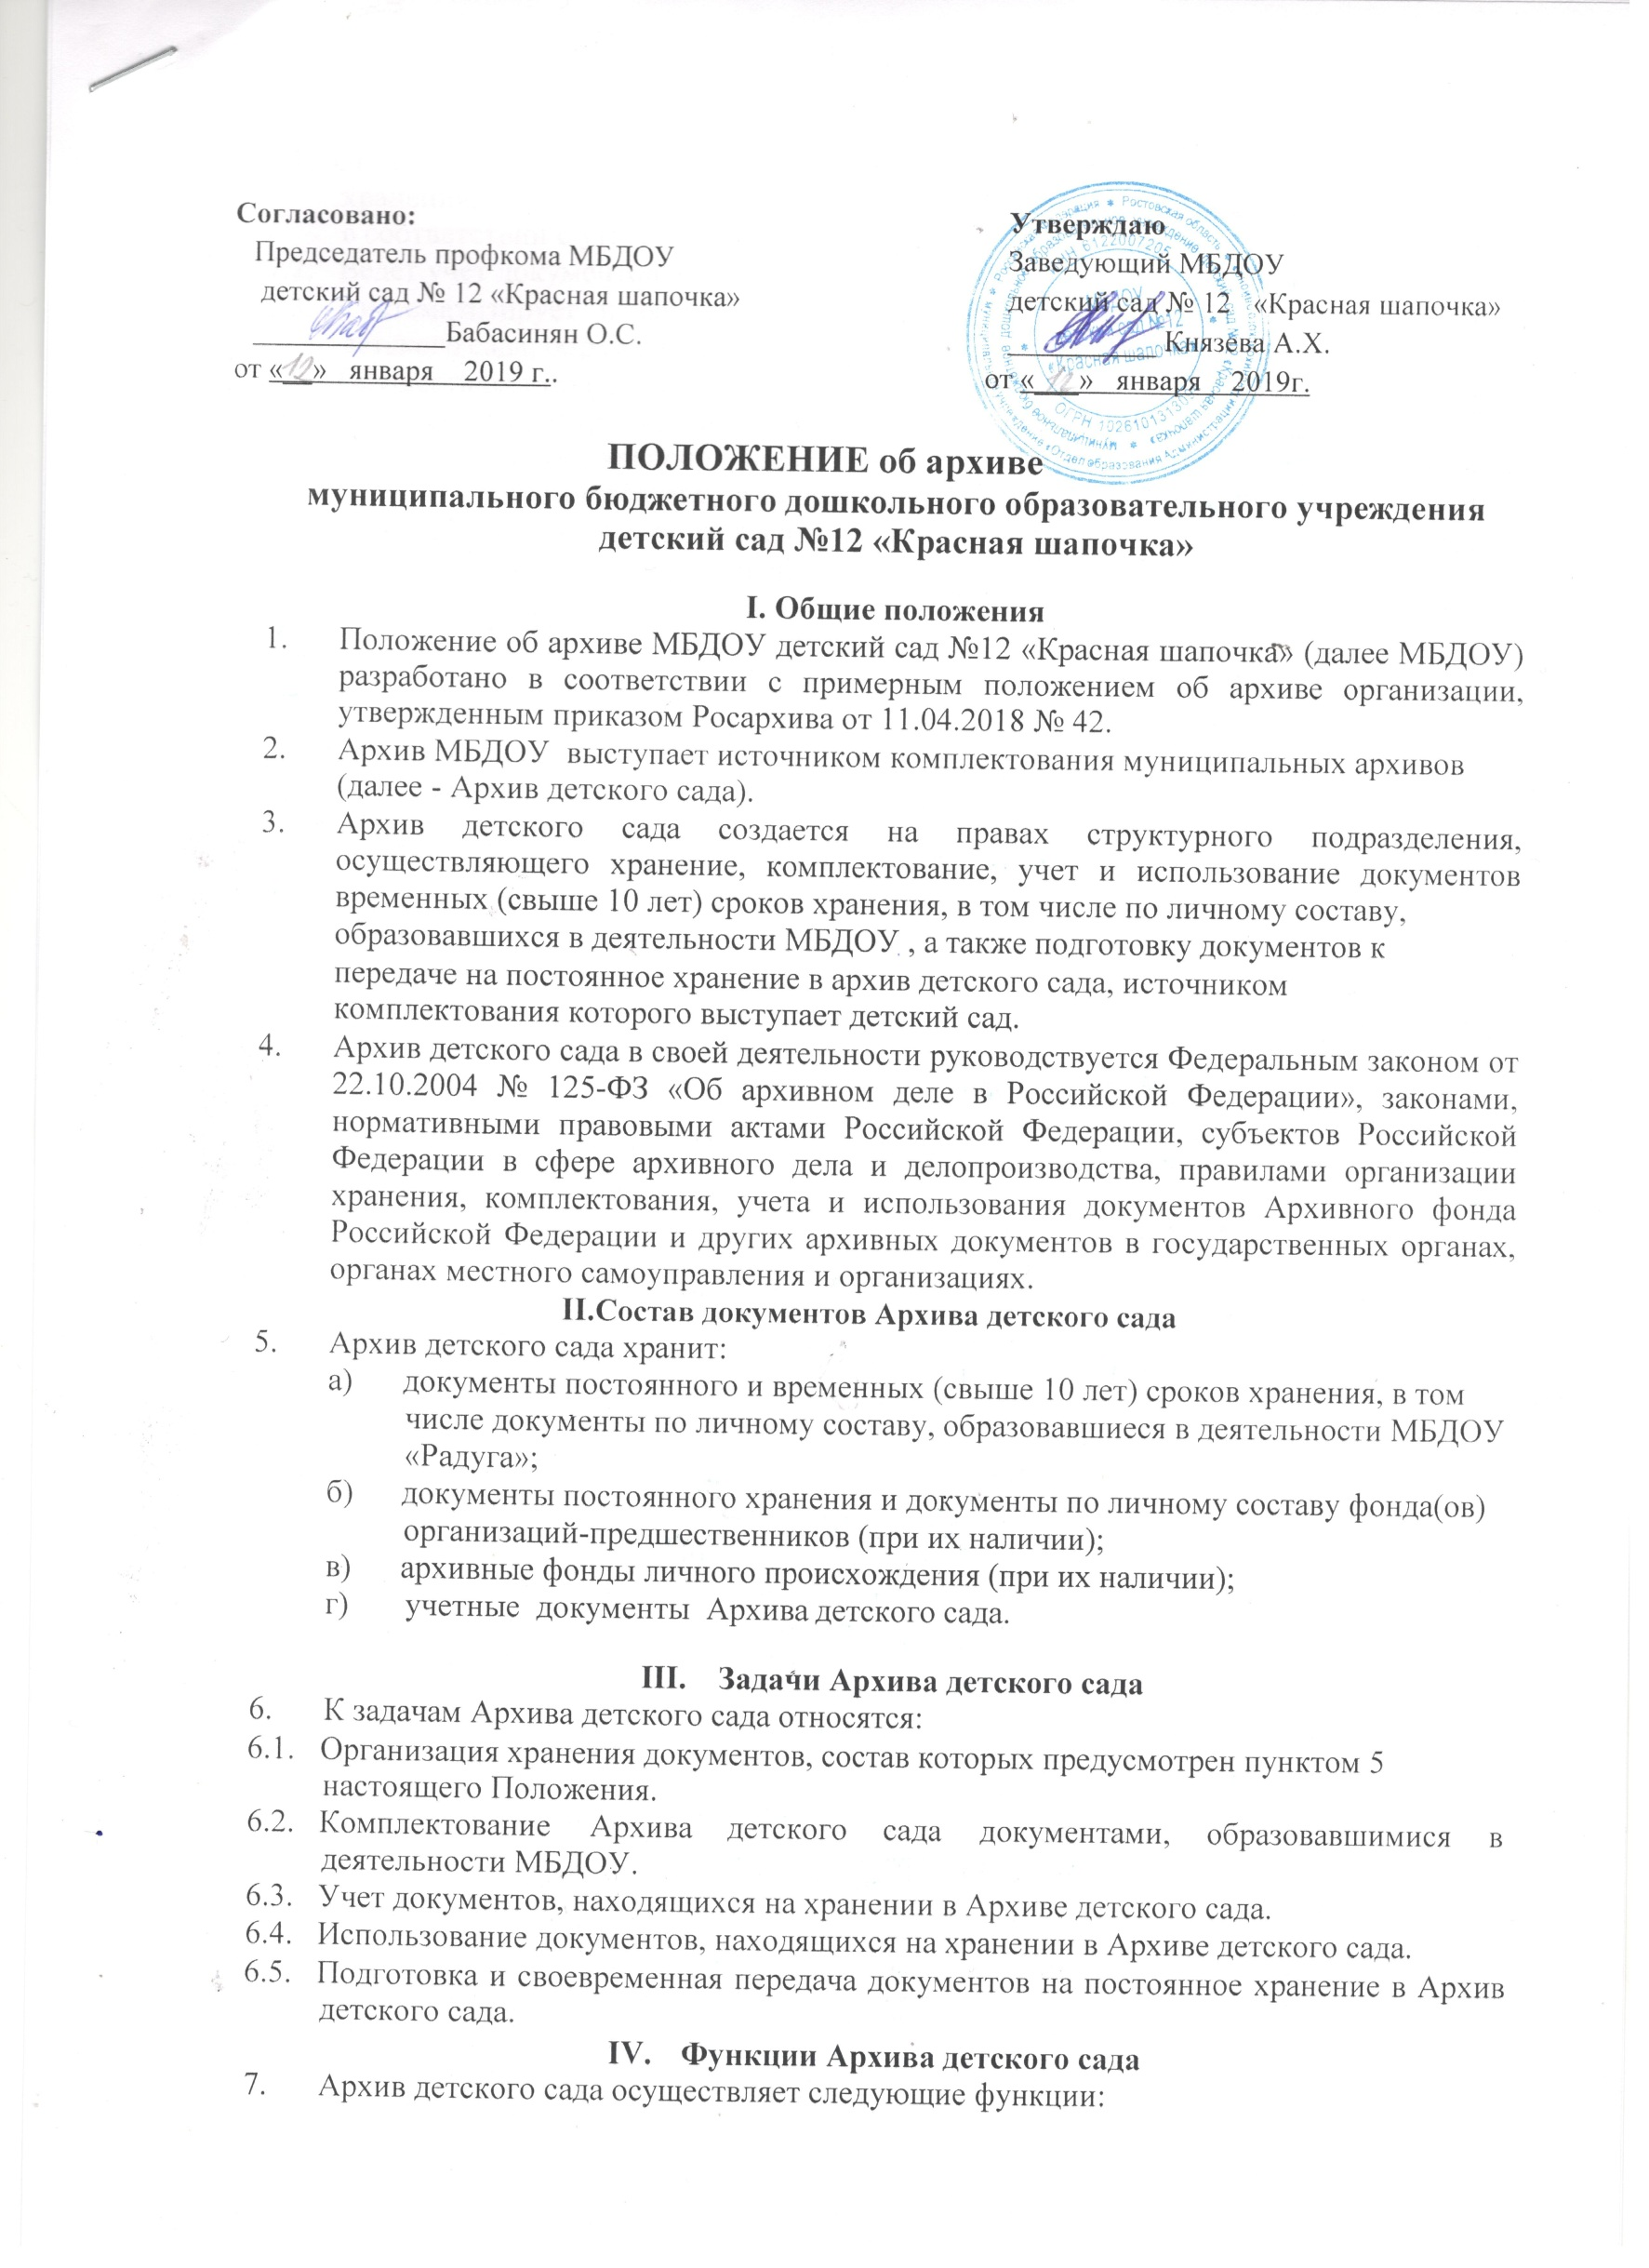 Согласовано:
Председатель профкома МБДОУ
детский сад № 12 «Красная шапочка»
Бабасинян О.С.
от «12» января 2019 г..
Утверждаю
Заведующий МБДОУ
детский сад № 12 «Красная шапочка»
Князева А.Х.
от «12» января 2019г.
ИНН 6122007205
«Красная шапочка»
ПОЛОЖЕНИЕ об архиве
муниципального бюджетного дошкольного образовательного учреждения
детский сад №12 «Красная шапочка»
I. Общие положения
1. Положение об архиве МБДОУ детский сад №12 «Красная шапочка» (далее МБДОУ)
разработано в соответствии с примерным положением об архиве организации,
утвержденным приказом Росархива от 11.04.2018 № 42.
2. Архив МБДОУ выступает источником комплектования муниципальных архивов
(далее - Архив детского сада).
3. Архив детского сада создается на правах структурного подразделения,
осуществляющего хранение, комплектование, учет и использование документов
временных (свыше 10 лет) сроков хранения, в том числе по личному составу,
образовавшихся в деятельности МБДОУ , а также подготовку документов к
передаче на постоянное хранение в архив детского сада, источником
комплектования которого выступает детский сад.
4. Архив детского сада в своей деятельности руководствуется Федеральным законом от
22.10.2004 № 125-ФЗ «Об архивном деле в Российской Федерации», законами,
нормативными правовыми актами Российской Федерации, субъектов Российской
Федерации в сфере архивного дела и делопроизводства, правилами организации
хранения, комплектования, учета и использования документов Архивного фонда
Российской Федерации и других архивных документов в государственных органах,
органах местного самоуправления и организациях.
II.Состав документов Архива детского сада
5. Архив детского сада хранит:
а) документы постоянного и временных (свыше 10 лет) сроков хранения, в том
числе документы по личному составу, образовавшиеся в деятельности МБДОУ
«Радуга»;
б) документы постоянного хранения и документы по личному составу фонда(ов)
организаций-предшественников (при их наличии);
в) архивные фонды личного происхождения (при их наличии);
г) учетные документы Архива детского сада.
III. Задачи Архива детского сада
6. К задачам Архива детского сада относятся:
6.1. Организация хранения документов, состав которых предусмотрен пунктом 5
настоящего Положения.
6.2. Комплектование Архива детского сада документами, образовавшимися в
деятельности МБДОУ.
6.3. Учет документов, находящихся на хранении в Архиве детского сада.
6.4. Использование документов, находящихся на хранении в Архиве детского сада.
6.5. Подготовка и своевременная передача документов на постоянное хранение в Архив
детского сада.
IV. Функции Архива детского сада
7. Архив детского сада осуществляет следующие функции: